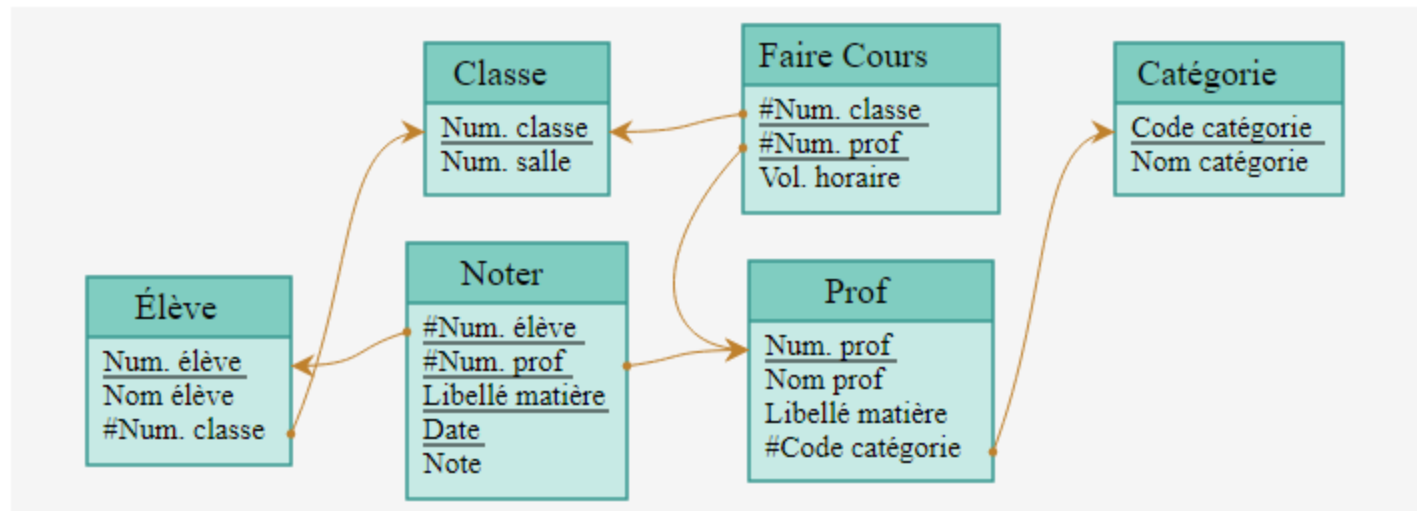 Classe
Num. classe
Num. salle
Faire Cours
#Num. classe
#Num. prof
Vol. horaire
Catégorie
Code catégorie
Nom catégorie
Élève
Num. élève
Nom élève
#Num. classe
Noter
#Num. élève
#Num. prof
Libellé matière
Date
Note
Prof
Num. prof
Nom prof
Libellé matière
#Code catégorie